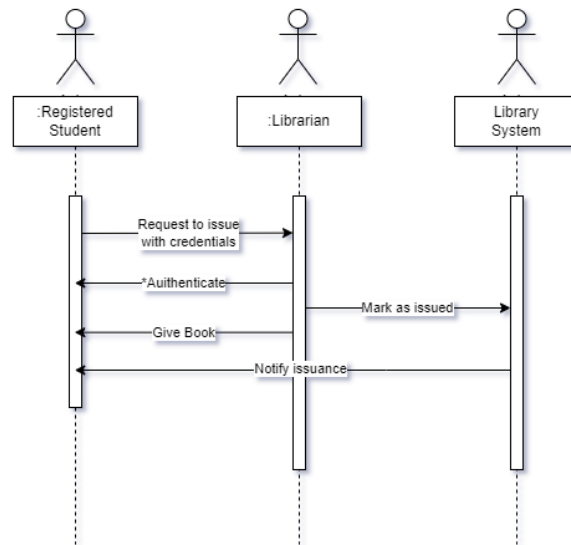 :Registered
Student
:Librarian
Library
System
Request to issue
with credentials
*Auithenticate
Mark as issued
Give Book
Notify issuance